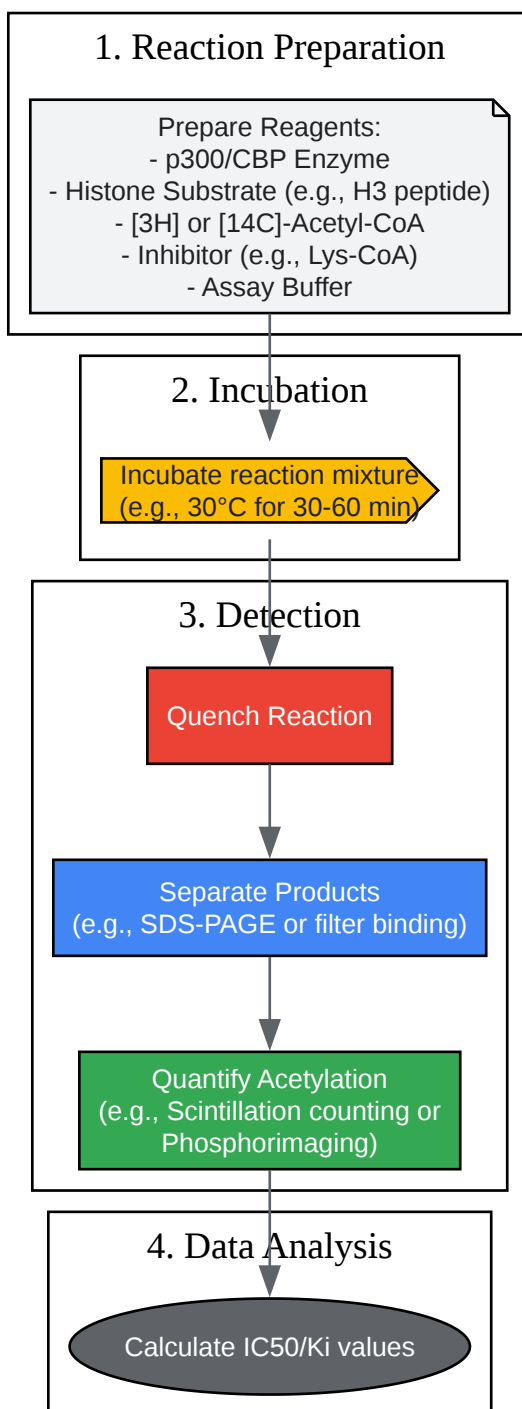 1. Reaction Preparation
Prepare Reagents:
- p300/CBP Enzyme
- Histone Substrate (e.g., H3 peptide)
- [3H] or [14C]-Acetyl-CoA
- Inhibitor (e.g., Lys-CoA)
- Assay Buffer
2. Incubation
Incubate reaction mixture
(e.g., 30°C for 30-60 min)
3. Detection
Quench Reaction
Separate Products
(e.g., SDS-PAGE or filter binding)
Quantify Acetylation
(e.g., Scintillation counting or
Phosphorimaging)
4. Data Analysis
Calculate IC50/Ki values